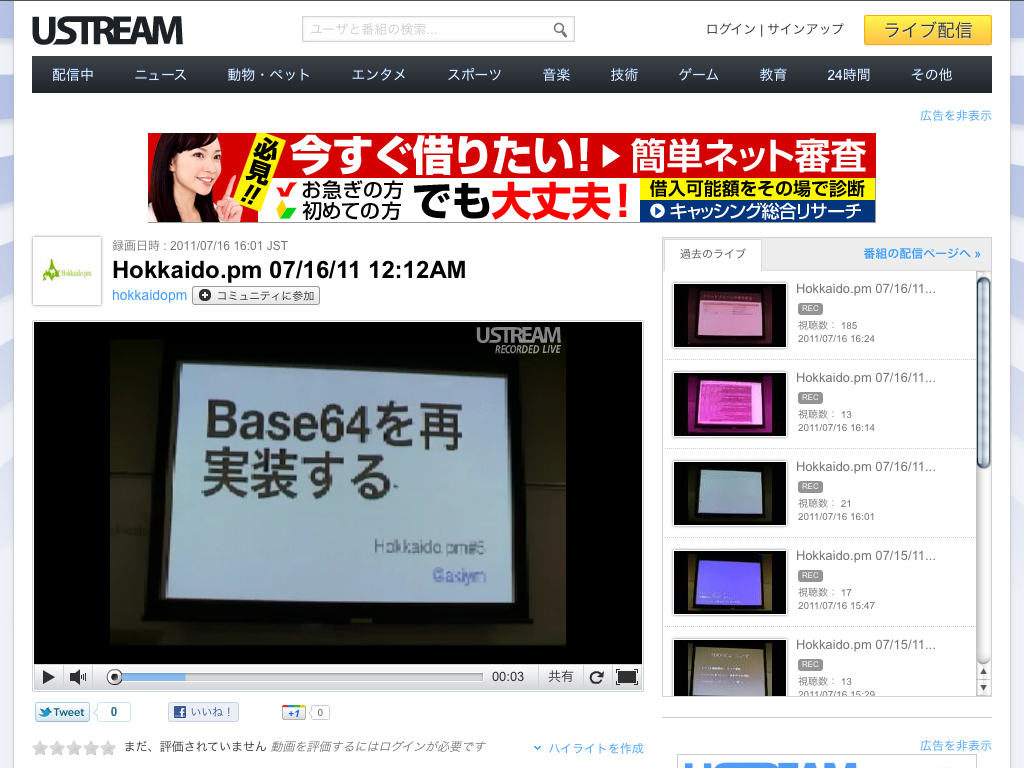 USTREAM
ユーザと番組の検索...
ログイン | サインアップ
ライブ配信
配信中 ニュース 動物・ペット エンタメ スポーツ 音楽 技術 ゲーム 教育 24時間 その他
広告を非表示
必見!!
今すぐ借りたい! 簡単ネット審査
お急ぎの方
初めての方
でも大丈夫!
借入可能額をその場で診断
キャッシング総合リサーチ
Hokkaido.pm
録画日時 : 2011/07/16 16:01 JST
Hokkaido.pm 07/16/11 12:12AM
hokkaidopm コミュニティに参加
USTREAM
RECORDED LIVE
Base64を再
実装する
Hokkaido.pm#5
00:03 共有
Tweet 0 いいね! +1 0
まだ、評価されていません 動画を評価するにはログインが必要です
ハイライトを作成
過去のライブ 番組の配信ページへ »
Hokkaido.pm 07/16/11...
REC
視聴数： 185
2011/07/16 16:24
Hokkaido.pm 07/16/11...
REC
視聴数： 13
2011/07/16 16:14
Hokkaido.pm 07/16/11...
REC
視聴数： 21
2011/07/16 16:01
Hokkaido.pm 07/15/11...
REC
視聴数： 17
2011/07/16 15:47
Hokkaido.pm 07/15/11...
REC
視聴数： 13
2011/07/16 15:29
広告を非表示